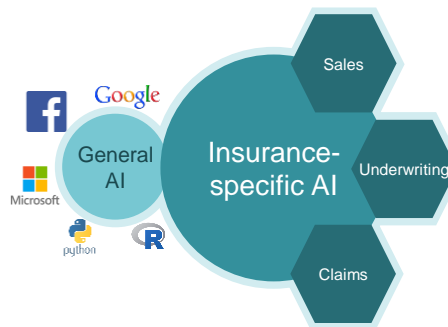 Sales
Google
f
General
AI
Insurance-
specific AI
Underwriting
Microsoft
python
R
Claims